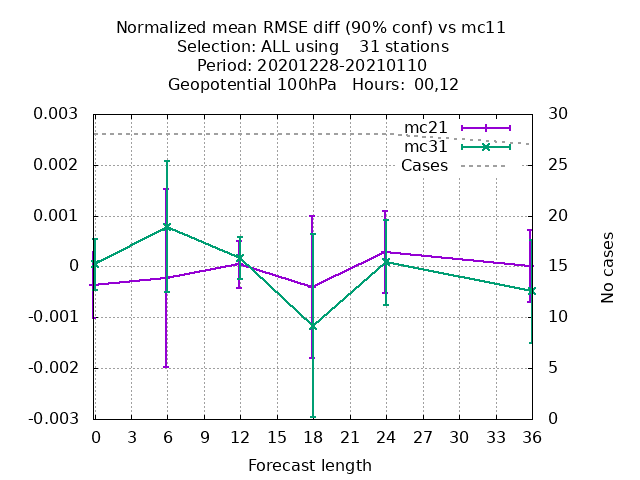 Normalized mean RMSE diff (90% conf) vs mc11
Selection: ALL using    31 stations
Period: 20201228-20210110
Geopotential 100hPa   Hours: 00,12
0.003
0.002
0.001
0
-0.001
-0.002
-0.003
mc21
mc31
Cases
30
25
20
15
10
5
0
No cases
0 3 6 9 12 15 18 21 24 27 30 33 36
Forecast length